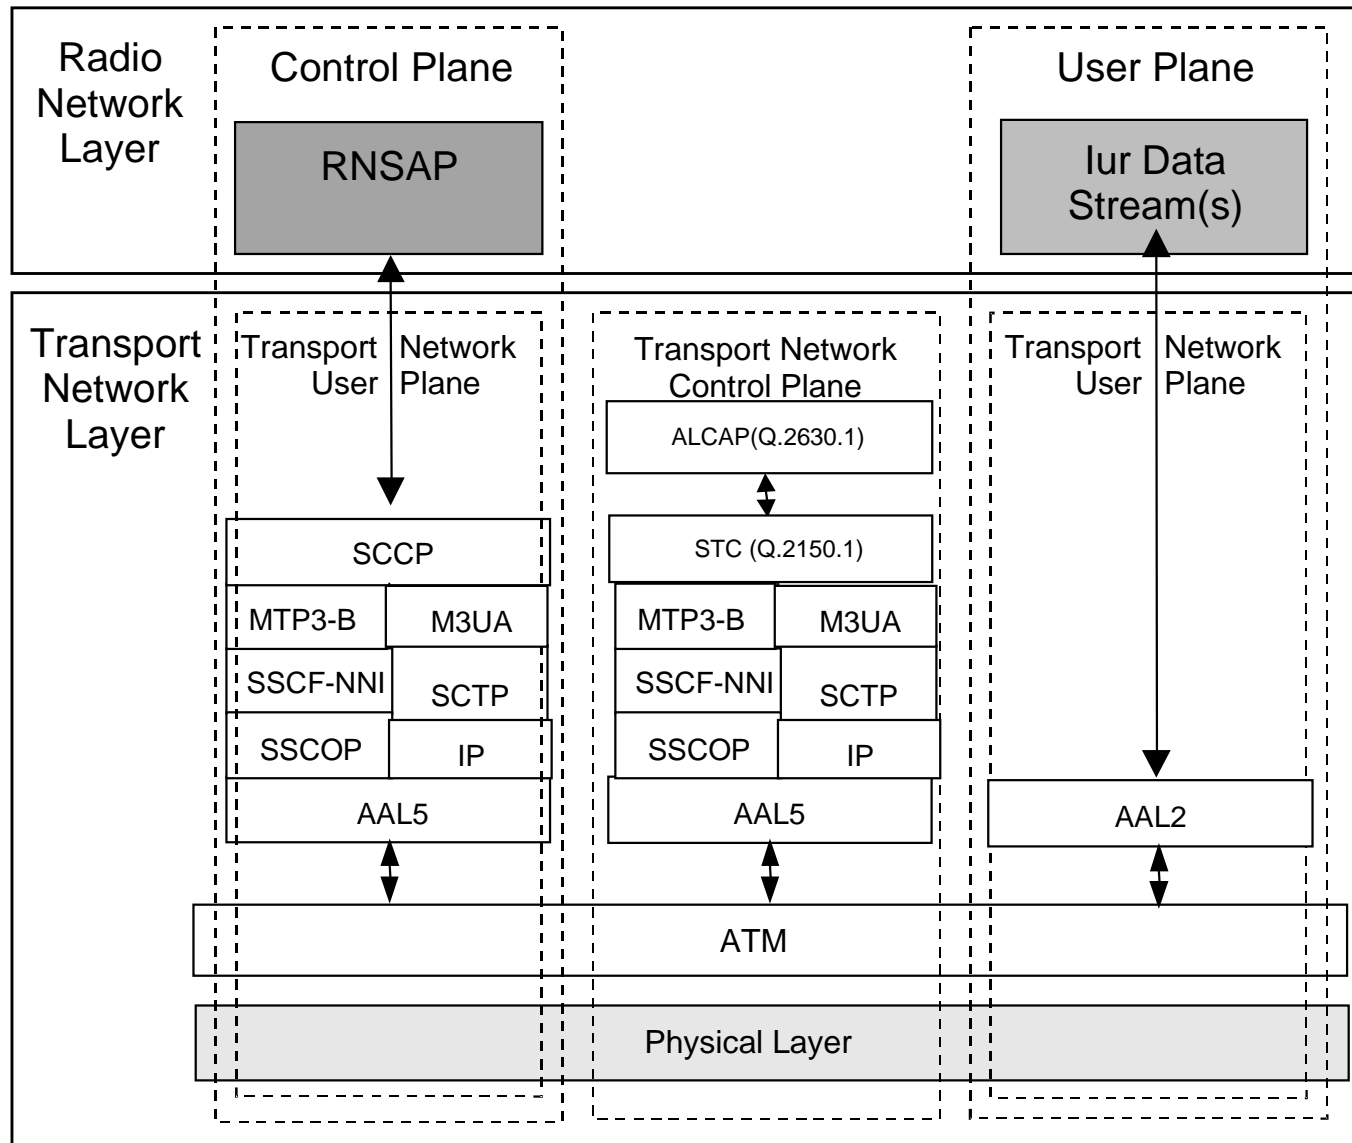 Radio
Network
Layer
Control Plane
User Plane
RNSAP
Iur Data
Stream(s)
Transport
Network
Layer
Transport Network
User Plane
Transport Network
Control Plane
Transport Network
User Plane
ALCAP(Q.2630.1)
SCCP
STC (Q.2150.1)
MTP3-B
M3UA
MTP3-B
M3UA
SSCF-NNI
SCTP
SSCF-NNI
SCTP
SSCOP
IP
SSCOP
IP
AAL5
AAL5
AAL2
ATM
Physical Layer